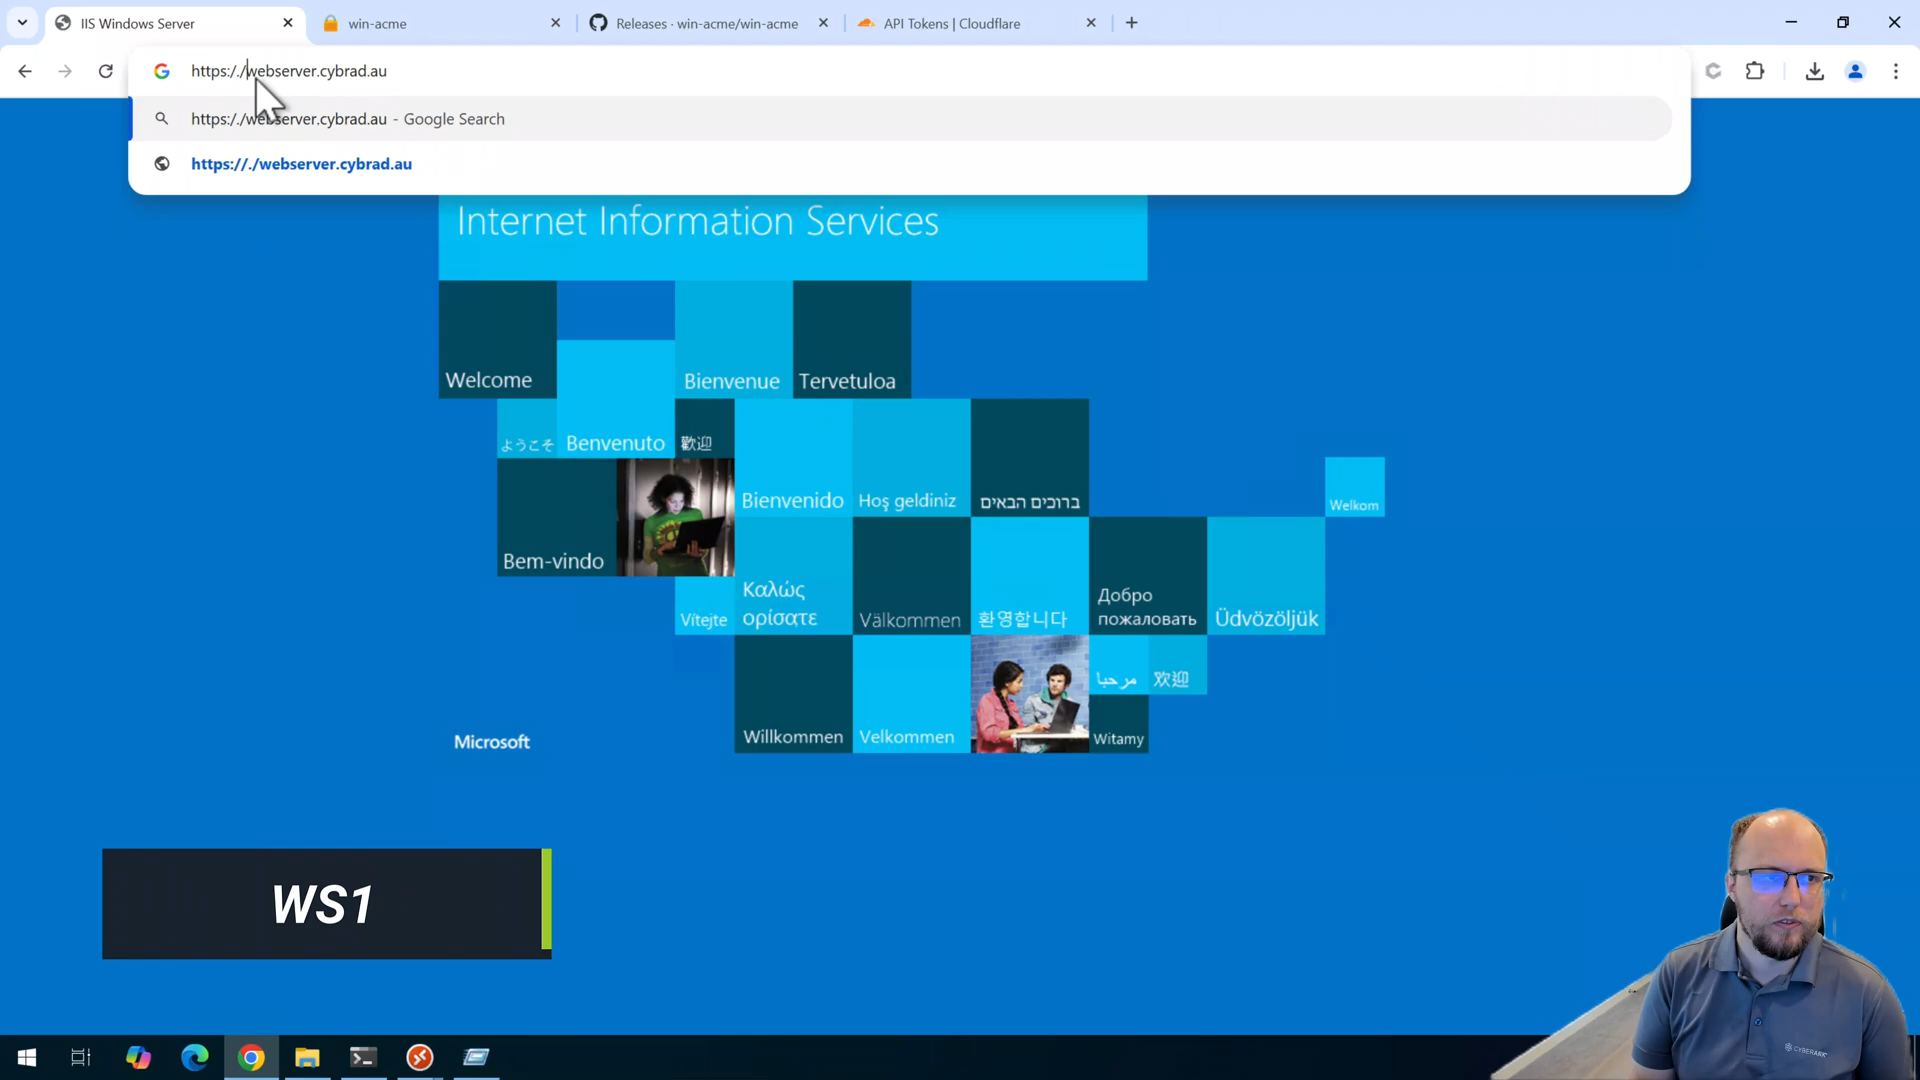 IIS Windows Server
win-acme
Releases · win-acme/win-acme
API Tokens | Cloudflare
https:/./webserver.cybrad.au
https:/./webserver.cybrad.au - Google Search
https://./webserver.cybrad.au
Internet Information Services
Welcome
Bienvenue
Tervetuloa
ようこそ
Benvenuto
歡迎
Bienvenido
Hoş geldiniz
ברוכים הבאים
Welkom
Bem-vindo
Vítejte
Καλώς
ορίσατε
Välkommen
환영합니다
Добро
пожаловать
Üdvözöljük
Microsoft
Willkommen
Velkommen
مرحبا
欢迎
Witamy
WS1
CYBERARK